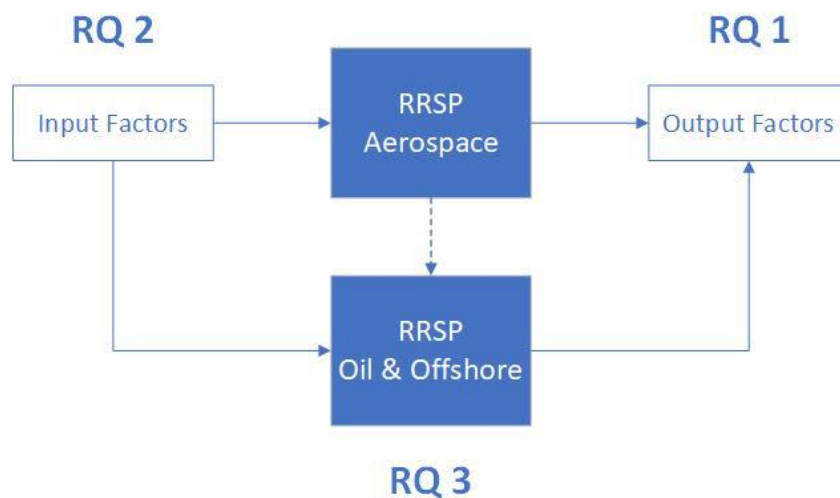 RQ 2
RQ 1
Input Factors
RRSP
Aerospace
Output Factors
RRSP
Oil & Offshore
RQ 3